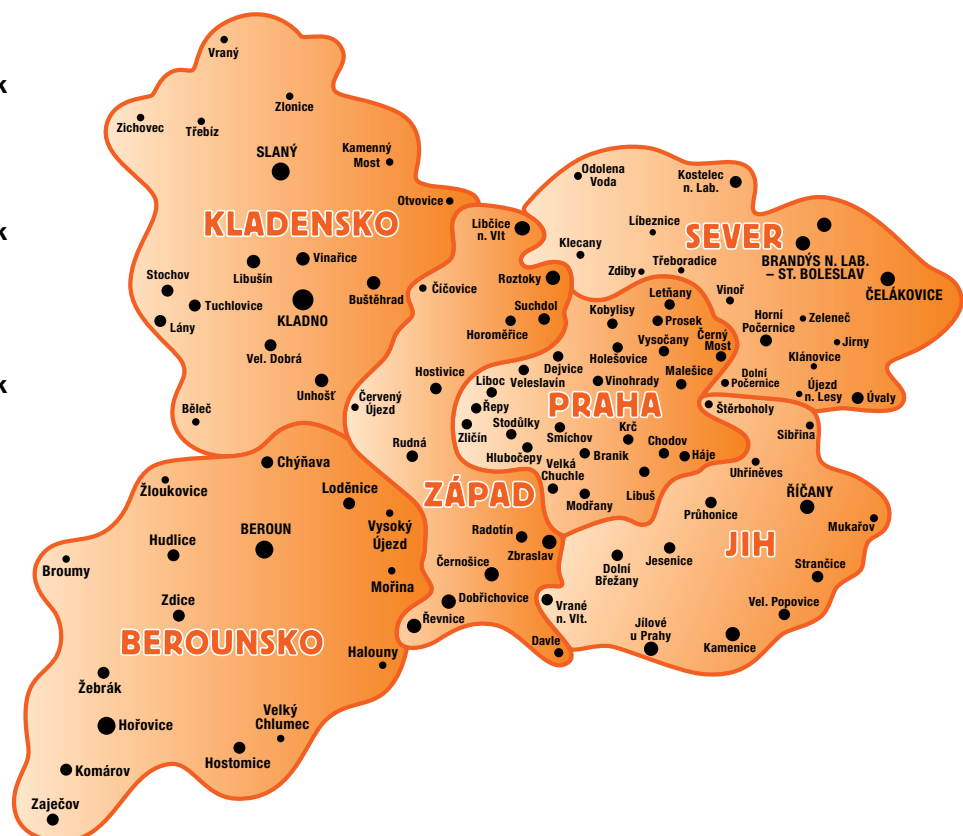 k
k
k
Vraný
Zlonice
Zichovec
Třebíz
SLANÝ
Kamenný
Most
Otvovice
KLADENSKO
Vinařice
Libušín
Stochov
Tuchlovice
Buštěhrad
Lány
KLADNO
Vel. Dobrá
Unhošť
Běleč
Odolena
Voda
Kostelec
n. Lab.
Líbeznice
SEVER
Klecany
Zdiby
Třeboradice
BRANDÝS N. LAB.
– ST. BOLESLAV
ČELÁKOVICE
Vinoř
Horní
Počernice
Zeleneč
Jirny
Klánovice
Dolní
Počernice
Újezd
n. Lesy
Úvaly
Libčice
n. Vlt
Roztoky
Číčovice
Suchdol
Horoměřice
Hostivice
Červený
Újezd
Rudná
ZÁPAD
Radotín
Zbraslav
Černošice
Dobřichovice
Řevnice
Davle
Letňany
Kobylisy
Prosek
Vysočany
Černý
Most
Holešovice
Dejvice
Malešice
Liboc
Veleslavín
Vinohrady
Řepy
PRAHA
Stodůlky
Zličín
Smíchov
Krč
Hlubočepy
Branik
Chodov
Háje
Velká
Chuchle
Libuš
Modřany
Štěrboholy
Sibřina
Uhříněves
ŘÍČANY
Průhonice
Mukařov
JIH
Dolní
Břežany
Jesenice
Strančice
Vrané
n. Vlt.
Vel. Popovice
Jílové
u Prahy
Kamenice
Chýňava
Žloukovice
Loděnice
BEROUN
Vysoký
Újezd
Hudlice
Broumy
Mořina
Zdice
BEROUNSKO
Halouny
Žebrák
Hořovice
Velký
Chlumec
Hostomice
Komárov
Zaječov